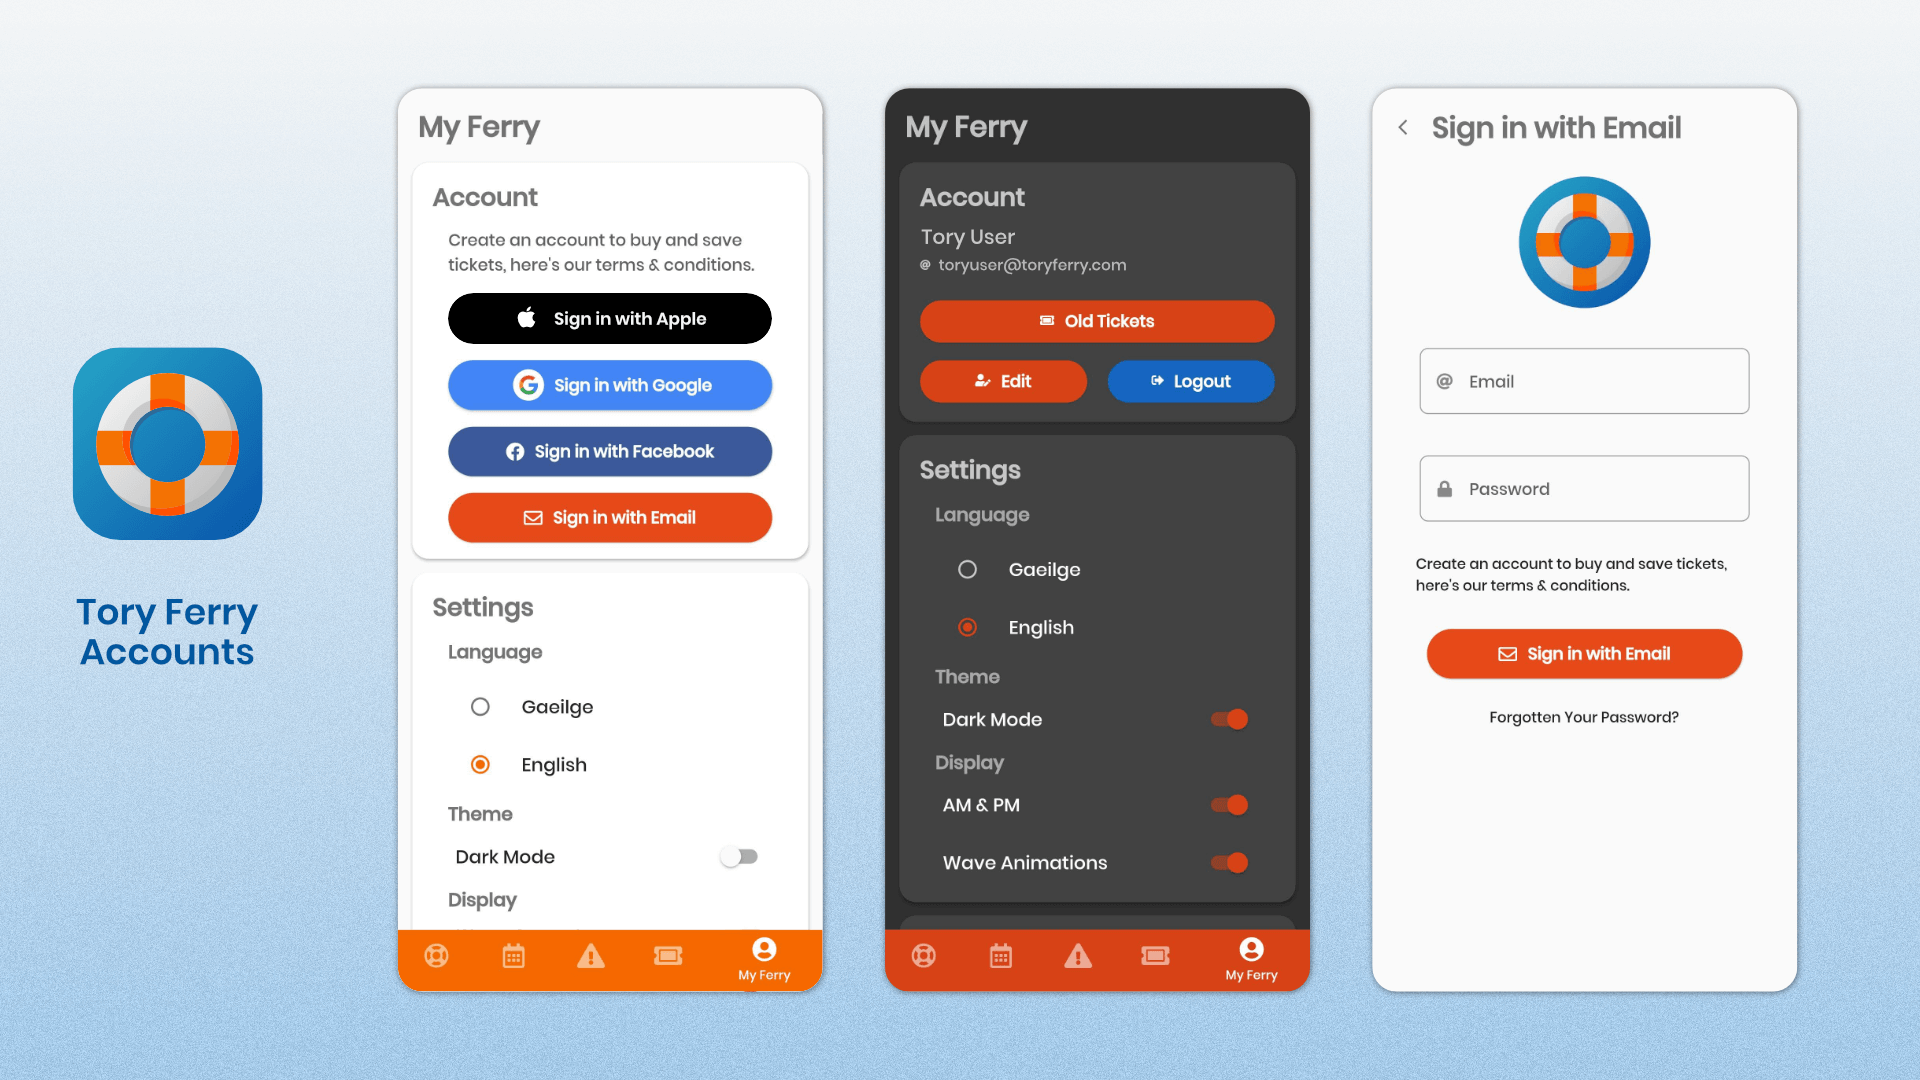 Tory Ferry
Accounts
My Ferry
Account
Create an account to buy and save
tickets, here's our terms & conditions.
Sign in with Apple
Sign in with Google
Sign in with Facebook
Sign in with Email
Settings
Language
Gaeilge
English
Theme
Dark Mode
Display
My Ferry
My Ferry
Account
Tory User
@ toryuser@toryferry.com
Old Tickets
Edit
Logout
Settings
Language
Gaeilge
English
Theme
Dark Mode
Display
AM & PM
Wave Animations
My Ferry
Sign in with Email
@ Email
Password
Create an account to buy and save tickets,
here's our terms & conditions.
Sign in with Email
Forgotten Your Password?